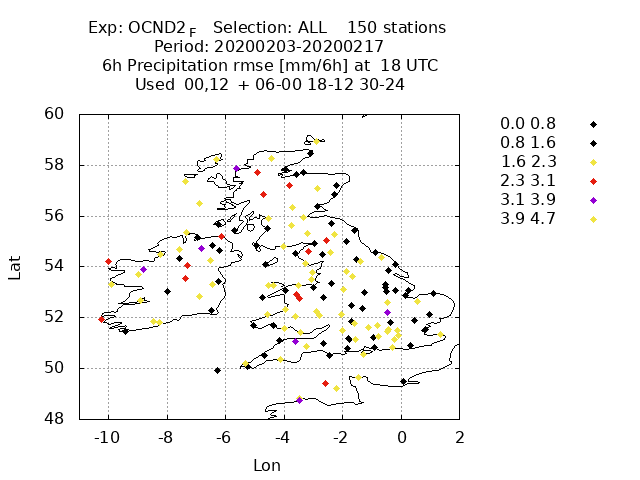 Exp: OCND2 F   Selection: ALL    150 stations
Period: 20200203-20200217
6h Precipitation rmse [mm/6h] at  18 UTC
Used  00,12  + 06-00 18-12 30-24
60
58
56
54
52
50
48
Lat
-10 -8 -6 -4 -2 0 2
Lon
0.0 0.8
0.8 1.6
1.6 2.3
2.3 3.1
3.1 3.9
3.9 4.7